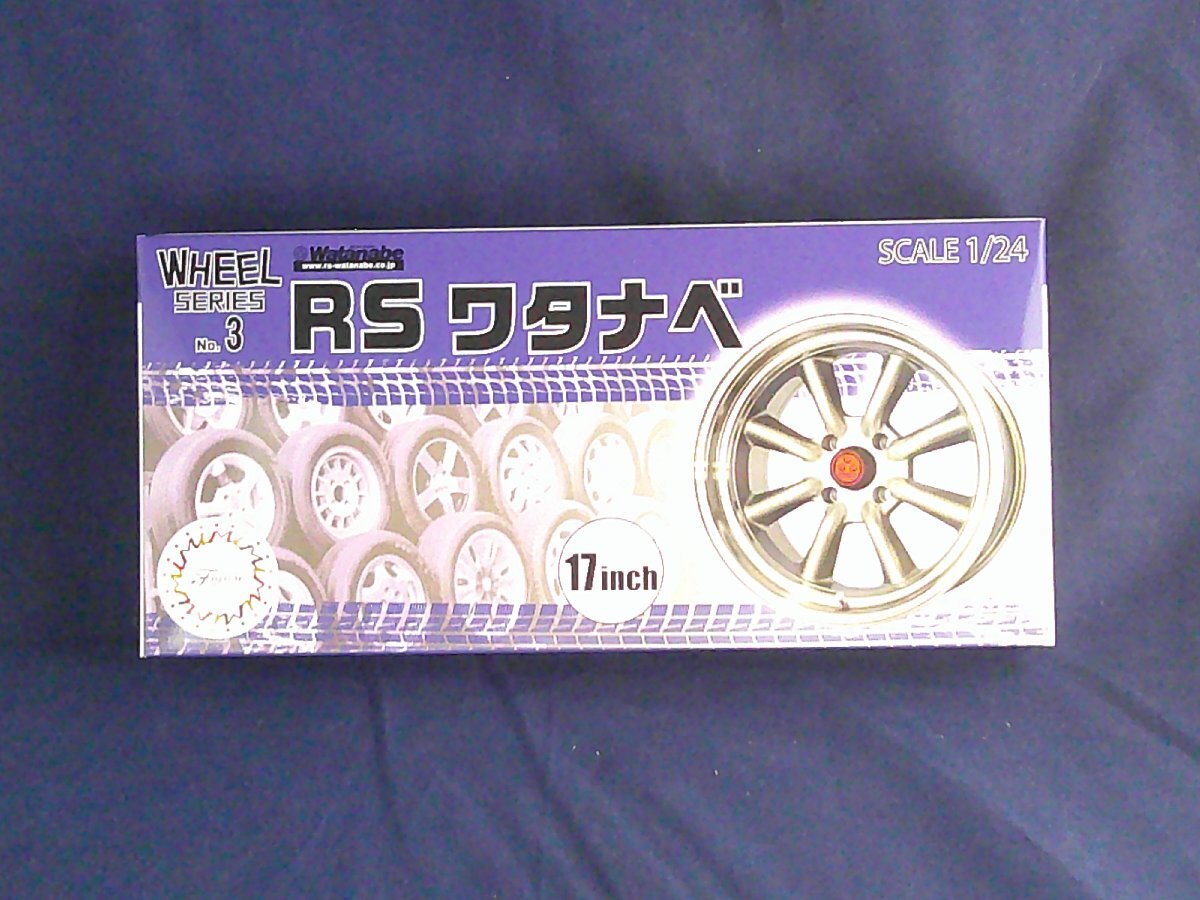 WHEEL
SERIES
No. 3
Watanabe
www.rs-watanabe.co.jp
RS ワタナベ
SCALE 1/24
17inch
Fujimi